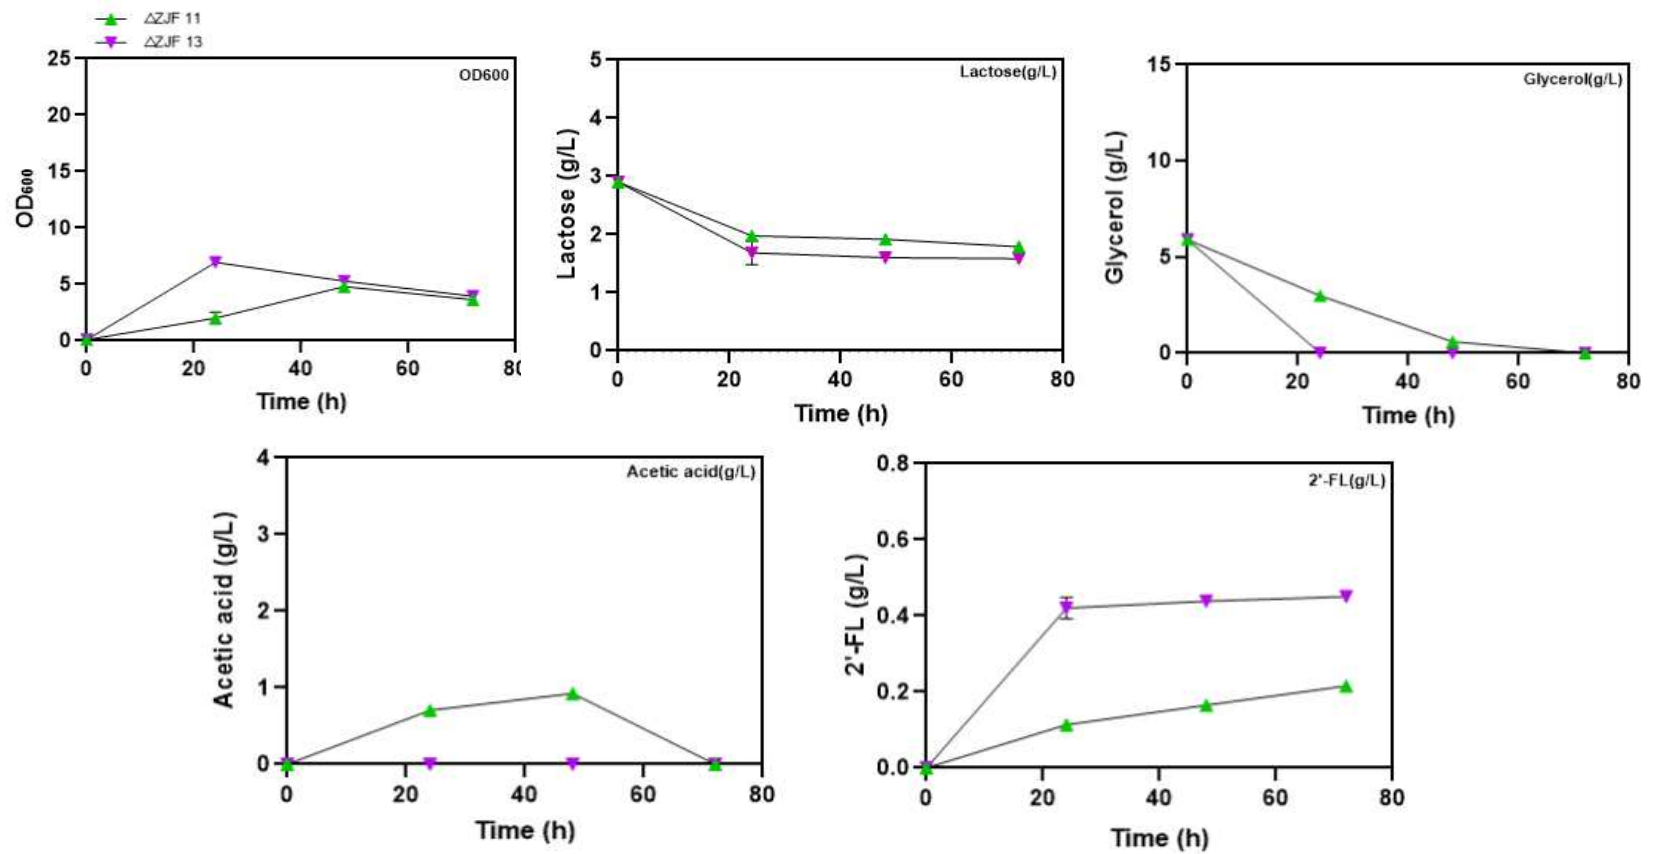 △ZJF 11
△ZJF 13
OD600
25
20
15
10
5
0
OD600
0 20 40 60 80
Time (h)
Lactose(g/L)
5
4
3
2
1
0
Lactose (g/L)
0 20 40 60 80
Time (h)
Glycerol(g/L)
15
10
5
0
Glycerol (g/L)
0 20 40 60 80
Time (h)
Acetic acid(g/L)
4
3
2
1
0
Acetic acid (g/L)
0 20 40 60 80
Time (h)
2'-FL(g/L)
0.8
0.6
0.4
0.2
0.0
2'-FL (g/L)
0 20 40 60 80
Time (h)